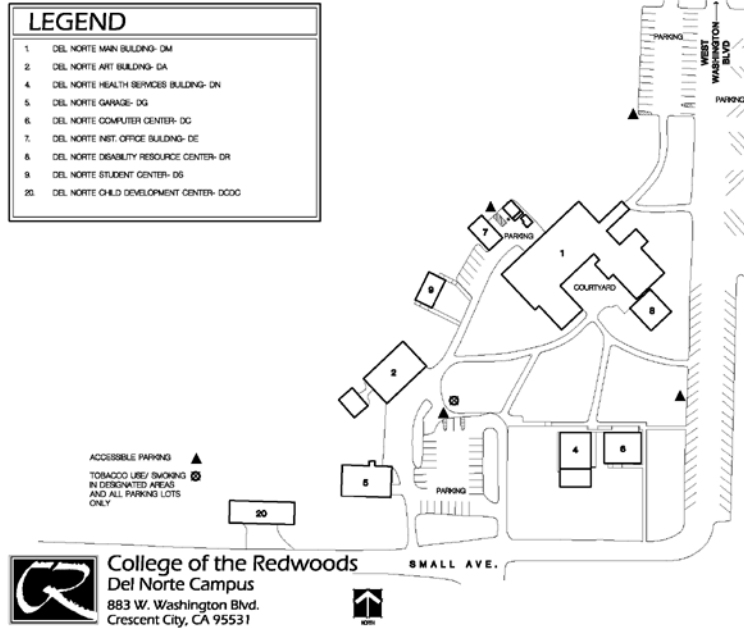 LEGEND
1. DEL NORTE MAIN BUILDING- DM
2. DEL NORTE ART BUILDING- DA
4. DEL NORTE HEALTH SERVICES BUILDING- DN
5. DEL NORTE GARAGE- DG
6. DEL NORTE COMPUTER CENTER- DC
7. DEL NORTE INST. OFFICE BUILDING- DE
8. DEL NORTE DISABILITY RESOURCE CENTER- DR
9. DEL NORTE STUDENT CENTER- DS
20. DEL NORTE CHILD DEVELOPMENT CENTER- DCDC
PARKING
WEST
WASHINGTON
BLVD
PARKING
7
PARKING
1
COURTYARD
9
8
2
4
6
5
PARKING
20
ACCESSIBLE PARKING
TOBACCO USE/ SMOKING
IN DESIGNATED AREAS
AND ALL PARKING LOTS
ONLY
SMALL AVE.
College of the Redwoods
Del Norte Campus
883 W. Washington Blvd.
Crescent City, CA 95531
NORTH